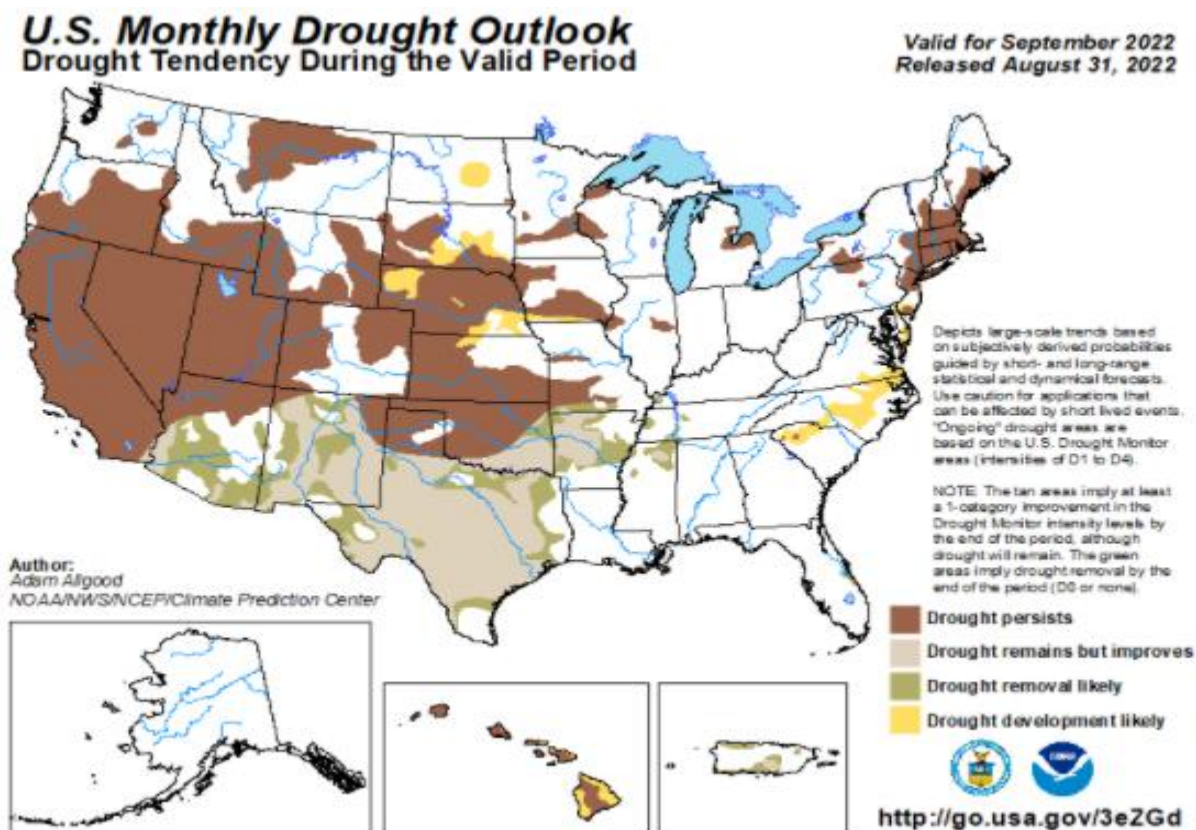 U.S. Monthly Drought Outlook
Drought Tendency During the Valid Period
Valid for September 2022
Released August 31, 2022
Depicts large-scale trends based
on subjectively derived probabilities
guided by short- and long-range
statistical and dynamical forecasts.
Use caution for applications that
can be affected by short lived events.
"Ongoing" drought areas are
based on the U.S. Drought Monitor
areas (intensities of D1 to D4).
NOTE: The tan areas imply at least
a 1-category improvement in the
Drought Monitor intensity levels by
the end of the period, although
drought will remain. The green
areas imply drought removal by the
end of the period (D0 or none).
Author:
Adam Allgood
NOAA/NWS/NCEP/Climate Prediction Center
Drought persists
Drought remains but improves
Drought removal likely
Drought development likely
http://go.usa.gov/3eZGd